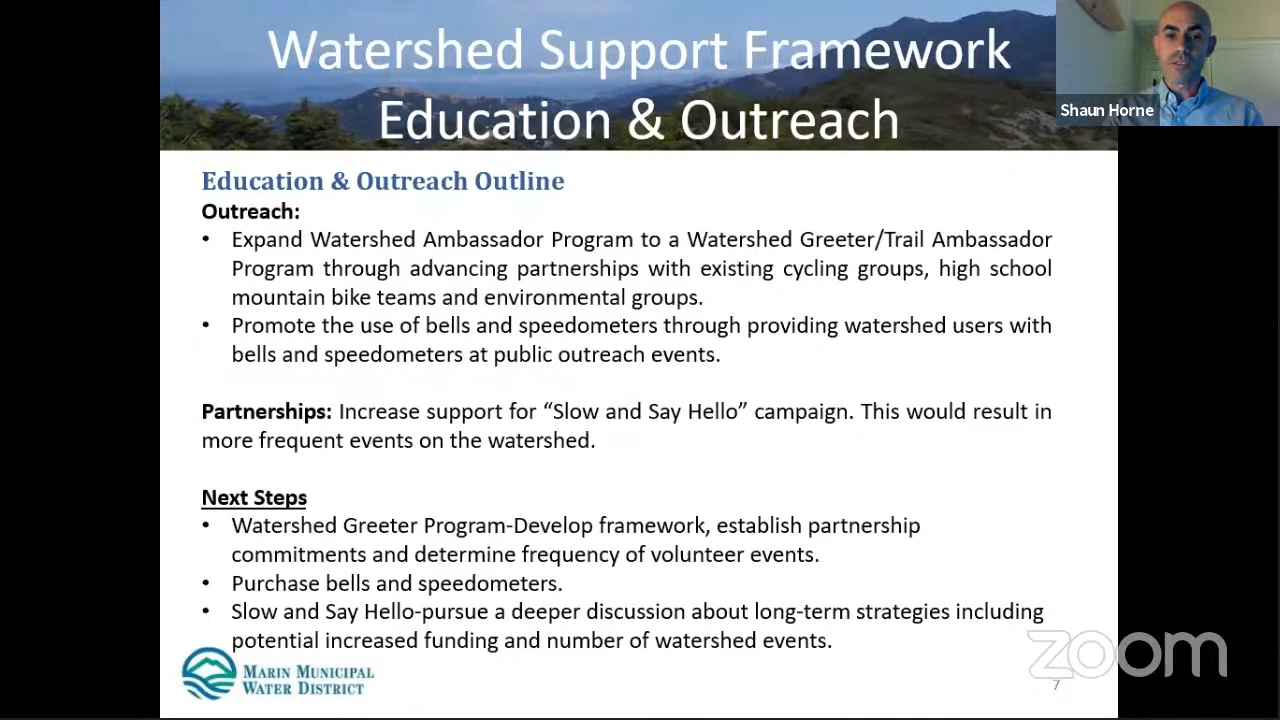 Watershed Support Framework
Education & Outreach
Shaun Horne
Education & Outreach Outline
Outreach:
• Expand Watershed Ambassador Program to a Watershed Greeter/Trail Ambassador
Program through advancing partnerships with existing cycling groups, high school
mountain bike teams and environmental groups.
• Promote the use of bells and speedometers through providing watershed users with
bells and speedometers at public outreach events.
Partnerships: Increase support for “Slow and Say Hello” campaign. This would result in
more frequent events on the watershed.
Next Steps
• Watershed Greeter Program-Develop framework, establish partnership
commitments and determine frequency of volunteer events.
• Purchase bells and speedometers.
• Slow and Say Hello-pursue a deeper discussion about long-term strategies including
potential increased funding and number of watershed events.
MARIN MUNICIPAL
WATER DISTRICT
zoom
7